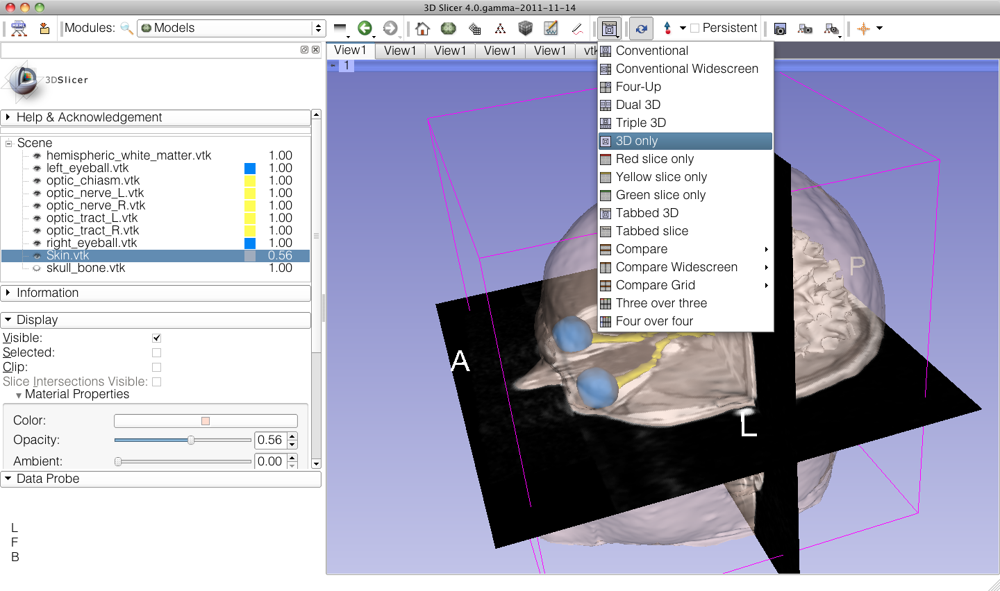 3D Slicer 4.0.gamma-2011-11-14
Modules: Models
Persistent
View1 View1 View1 View1 View1
1
3DSlicer
Help & Acknowledgement
Scene
hemispheric_white_matter.vtk 1.00
left_eyeball.vtk 1.00
optic_chiasm.vtk 1.00
optic_nerve_L.vtk 1.00
optic_nerve_R.vtk 1.00
optic_tract_L.vtk 1.00
optic_tract_R.vtk 1.00
right_eyeball.vtk 1.00
Skin.vtk 0.56
skull_bone.vtk 1.00
Information
Display
Visible:
Selected:
Clip:
Slice Intersections Visible:
Material Properties
Color:
Opacity: 0.56
Ambient: 0.00
Data Probe
L
F
B
Conventional
Conventional Widescreen
Four-Up
Dual 3D
Triple 3D
3D only
Red slice only
Yellow slice only
Green slice only
Tabbed 3D
Tabbed slice
Compare
Compare Widescreen
Compare Grid
Three over three
Four over four
P
A
L